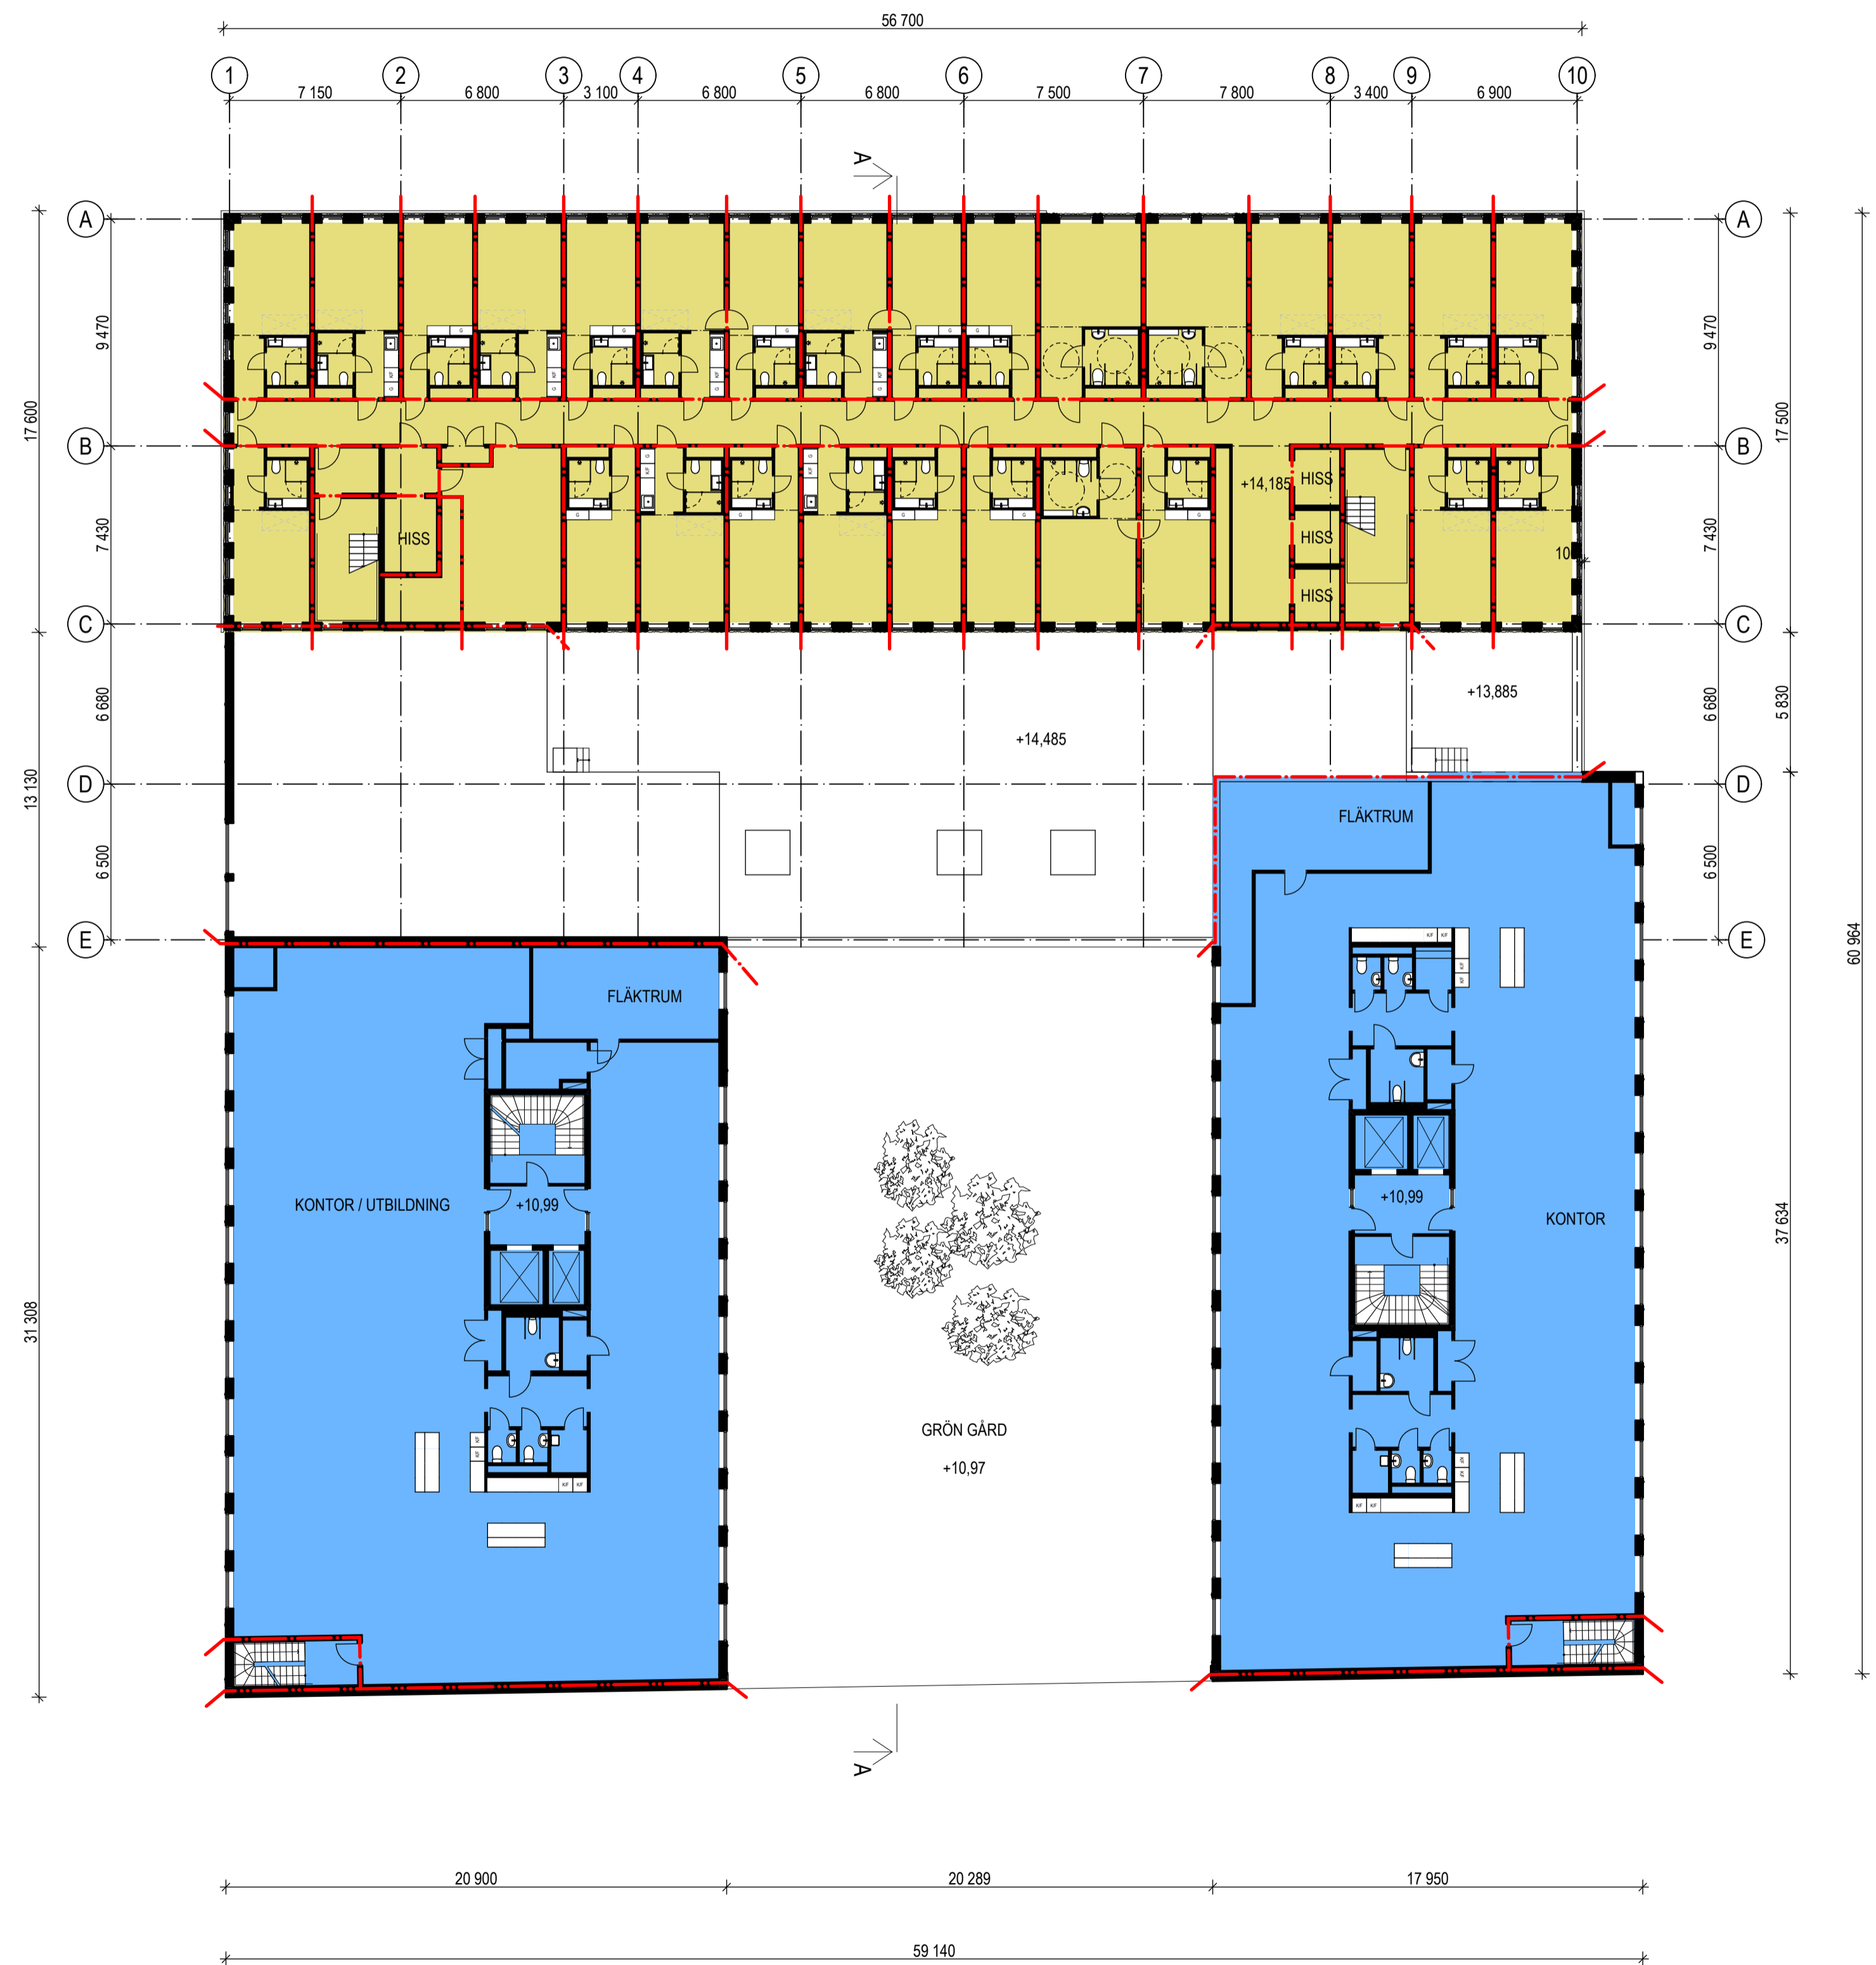 56 700
1 2 3 4 5 6 7 8 9 10
7 150 6 800 3 100 6 800 6 800 7 500 7 800 3 400 6 900
A
A A
9 470 9 470
G G G G G G G
K/F K/F K/F K/F
G G G G
17 600 17 500
B B
G G
K/F K/F
+14,185 HISS
HISS HISS
7 430 10 7 430
G G G G G
HISS
C C
+13,885
6 680 6 680 5 830
+14,485
13 130
D D
FLÄKTRUM
6 500 6 500
E E
60 964
K/F K/F
K/F
K/F
FLÄKTRUM
KONTOR / UTBILDNING +10,99 +10,99
KONTOR
37 634
31 308
GRÖN GÅRD
+10,97
K/F
K/F
K/F K/F
K/F
K/F
K/F K/F
A
20 900 20 289 17 950
59 140